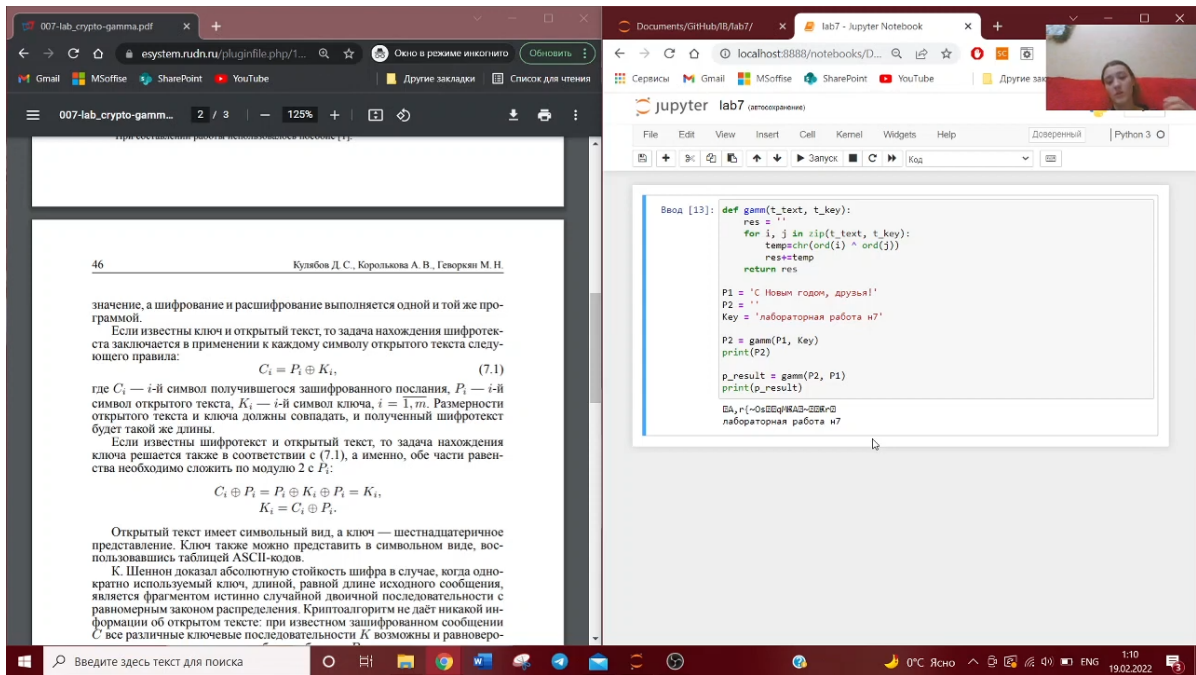 007-lab_crypto-gamma.pdf
esystem.rudn.ru/pluginfile.php/1...
Окно в режиме инкогнито
Обновить
Gmail
MSoffise
SharePoint
YouTube
Другие закладки
Список для чтения
007-lab_crypto-gamm...
2 / 3
125%
При составлении работы использовалось пособие [1].
46
Кулябов Д. С., Королькова А. В., Геворкян М. Н.
значение, а шифрование и расшифрование выполняется одной и той же про-
граммой.
Если известны ключ и открытый текст, то задача нахождения шифротек-
ста заключается в применении к каждому символу открытого текста следу-
ющего правила:
Cᵢ = Pᵢ ⊕ Kᵢ, (7.1)
где Cᵢ — i-й символ получившегося зашифрованного послания, Pᵢ — i-й
символ открытого текста, Kᵢ — i-й символ ключа, i = 1, m. Размерности
открытого текста и ключа должны совпадать, и полученный шифротекст
будет такой же длины.
Если известны шифротекст и открытый текст, то задача нахождения
ключа решается также в соответствии с (7.1), а именно, обе части равен-
ства необходимо сложить по модулю 2 с Pᵢ:
Cᵢ ⊕ Pᵢ = Pᵢ ⊕ Kᵢ ⊕ Pᵢ = Kᵢ,
Kᵢ = Cᵢ ⊕ Pᵢ.
Открытый текст имеет символьный вид, а ключ — шестнадцатеричное
представление. Ключ также можно представить в символьном виде, вос-
пользовавшись таблицей ASCII-кодов.
К. Шеннон доказал абсолютную стойкость шифра в случае, когда одно-
кратно используемый ключ, длиной, равной длине исходного сообщения,
является фрагментом истинно случайной двоичной последовательности с
равномерным законом распределения. Криптоалгоритм не даёт никакой ин-
формации об открытом тексте: при известном зашифрованном сообщении
C все различные ключевые последовательности K возможны и равноверо-
Documents/GitHub/IB/lab7/
lab7 - Jupyter Notebook
localhost:8888/notebooks/D...
Сервисы
Gmail
MSoffise
SharePoint
YouTube
Другие зак
jupyter lab7 (автосохранение)
File Edit View Insert Cell Kernel Widgets Help
Доверенный
Python 3
Запуск
Код
Ввод [13]:
def gamm(t_text, t_key):
    res = ''
    for i, j in zip(t_text, t_key):
        temp=chr(ord(i) ^ ord(j))
        res+=temp
    return res
P1 = 'С Новым годом, друзья!'
P2 = ''
Key = 'лабораторная работа н7'
P2 = gamm(P1, Key)
print(P2)
p_result = gamm(P2, P1)
print(p_result)
лабораторная работа н7
Введите здесь текст для поиска
0°C Ясно
ENG
1:10
19.02.2022
3